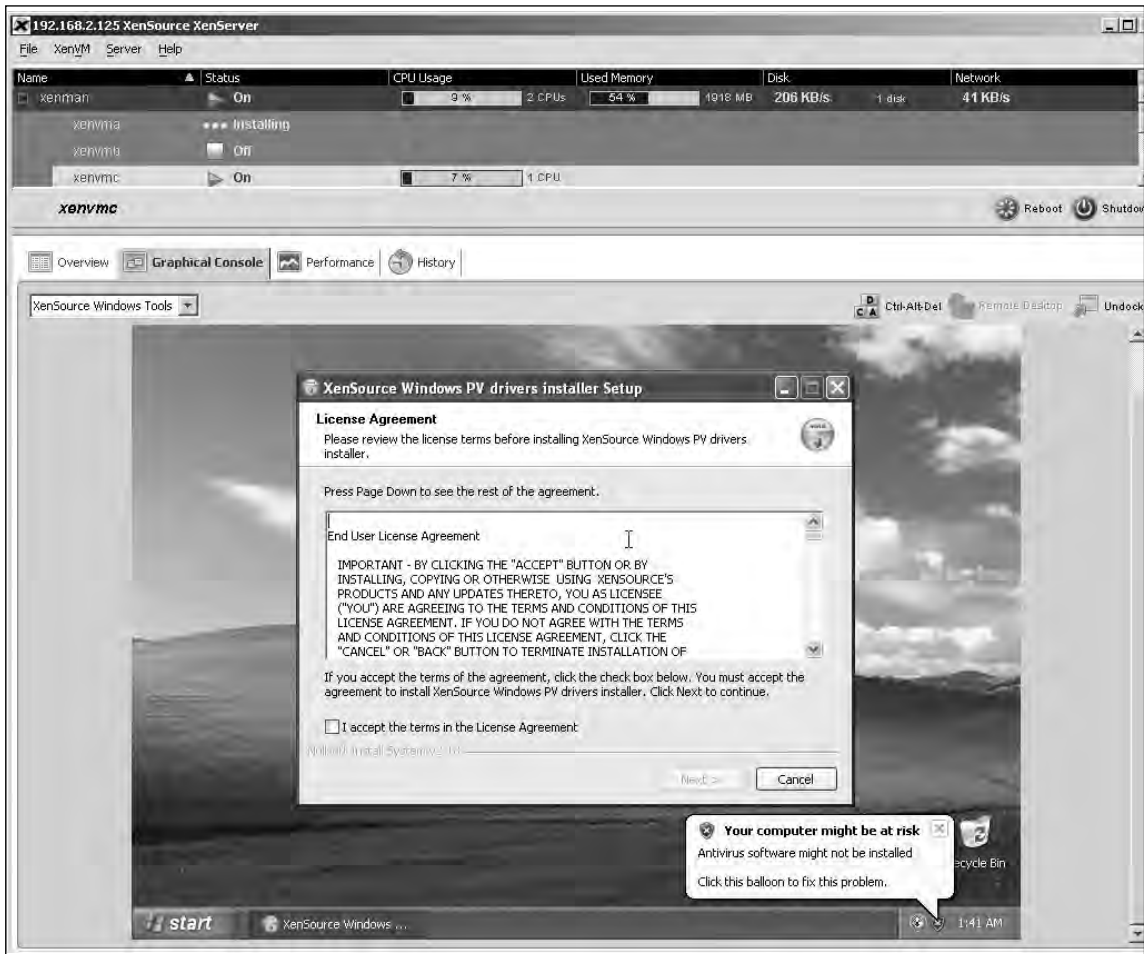 192.168.2.125 XenSource XenServer
File XenVM Server Help
Name Status CPU Usage Used Memory Disk Network
xenman On 9 % 2 CPUs 54 % 1918 MB 206 KB/s 1 disk 41 KB/s
xenvma Installing
xenvmb Off
xenvmc On 7 % 1 CPU
xenvmc Reboot Shutdow
Overview Graphical Console Performance History
XenSource Windows Tools Ctrl-Alt-Del Remote Desktop Undock
XenSource Windows PV drivers installer Setup
License Agreement
Please review the license terms before installing XenSource Windows PV drivers
installer.
Press Page Down to see the rest of the agreement.
End User License Agreement
IMPORTANT - BY CLICKING THE "ACCEPT" BUTTON OR BY
INSTALLING, COPYING OR OTHERWISE USING XENSOURCE'S
PRODUCTS AND ANY UPDATES THERETO, YOU AS LICENSEE
("YOU") ARE AGREEING TO THE TERMS AND CONDITIONS OF THIS
LICENSE AGREEMENT. IF YOU DO NOT AGREE WITH THE TERMS
AND CONDITIONS OF THIS LICENSE AGREEMENT, CLICK THE
"CANCEL" OR "BACK" BUTTON TO TERMINATE INSTALLATION OF
If you accept the terms of the agreement, click the check box below. You must accept the
agreement to install XenSource Windows PV drivers installer. Click Next to continue.
I accept the terms in the License Agreement
Install System
Next > Cancel
Your computer might be at risk
Antivirus software might not be installed
Click this balloon to fix this problem.
ecycle Bin
start XenSource Windows ... 1:41 AM